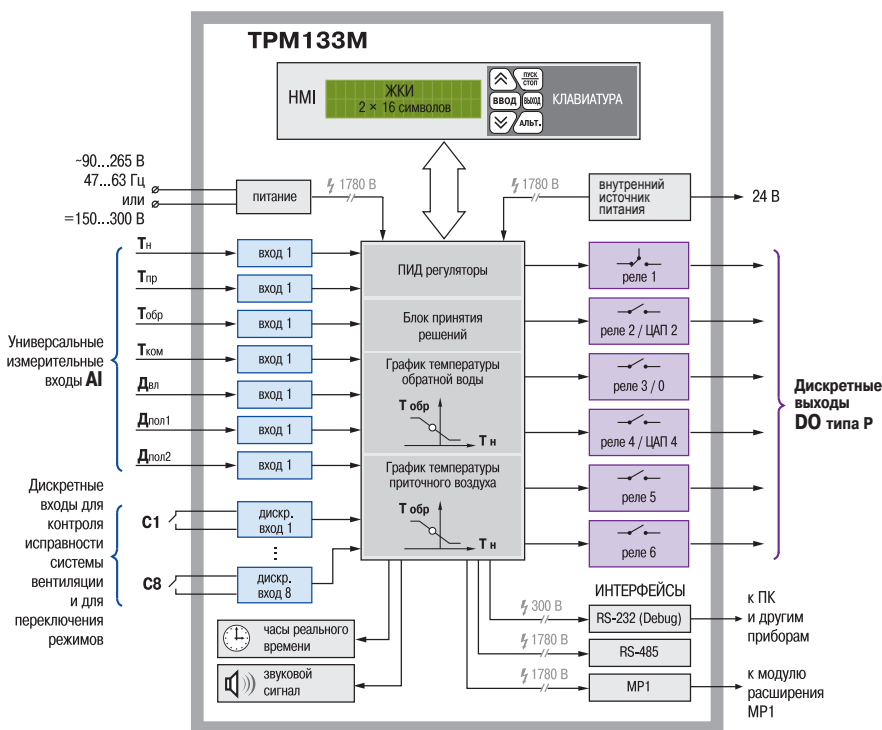 ТРМ133М
HMI
ЖКИ
2 × 16 символов
ПУСК
СТОП
ВВОД
ВЫХОД
АЛЬТ.
КЛАВИАТУРА
~90...265 В
47...63 Гц
или
=150...300 В
питание
1780 В
1780 В
внутренний
источник
питания
24 В
Универсальные
измерительные
входы AI
Тн
вход 1
Тпр
вход 1
Тобр
вход 1
Тком
вход 1
Двл
вход 1
Дпол1
вход 1
Дпол2
вход 1
ПИД регуляторы
Блок принятия
решений
График температуры
обратной воды
Т обр
Т н
График температуры
приточного воздуха
Т обр
Т н
реле 1
реле 2 / ЦАП 2
реле 3 / 0
реле 4 / ЦАП 4
реле 5
реле 6
Дискретные
выходы
DO типа Р
Дискретные
входы для
контроля
исправности
системы
вентиляции
и для
переключения
режимов
С1
дискр.
вход 1
С8
дискр.
вход 8
часы реального
времени
звуковой
сигнал
ИНТЕРФЕЙСЫ
300 В
RS-232 (Debug)
1780 В
RS-485
1780 В
МР1
к ПК
и другим
приборам
к модулю
расширения
МР1